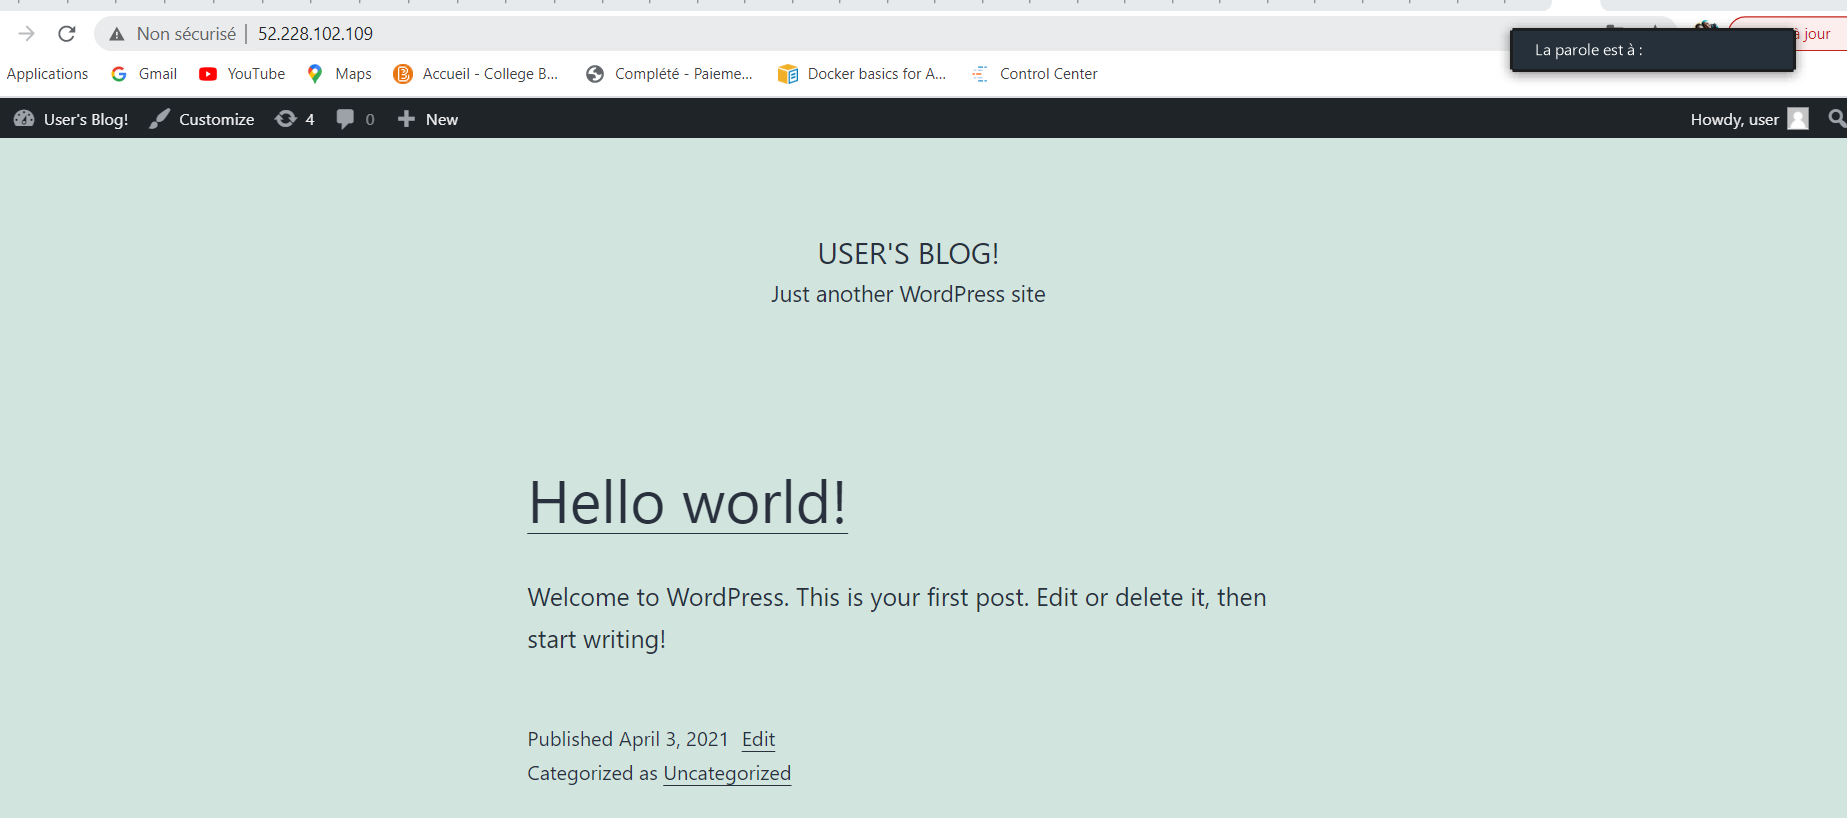 Non sécurisé | 52.228.102.109
à jour
La parole est à :
Applications Gmail YouTube Maps Accueil - College B... Complété - Paieme... Docker basics for A... Control Center
User's Blog! Customize 4 0 New Howdy, user
USER'S BLOG!
Just another WordPress site
Hello world!
Welcome to WordPress. This is your first post. Edit or delete it, then
start writing!
Published April 3, 2021 Edit
Categorized as Uncategorized